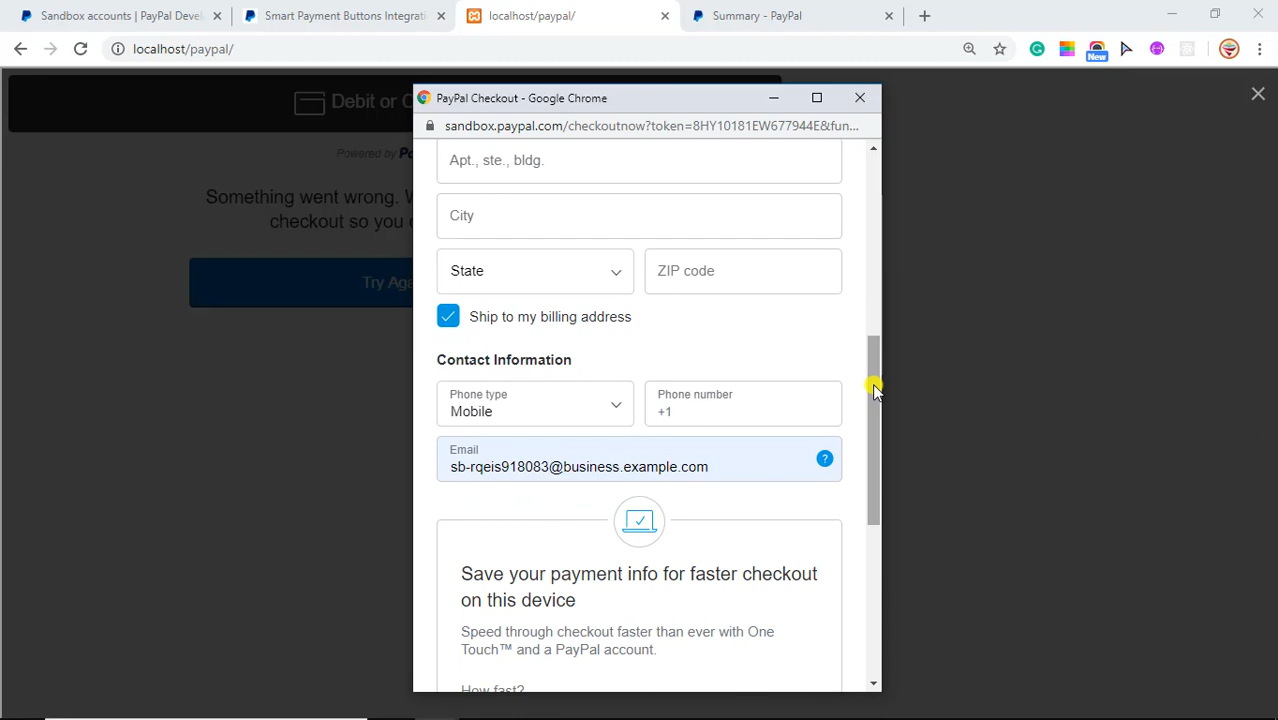 Sandbox accounts | PayPal Devel
Smart Payment Buttons Integrati
localhost/paypal/
Summary - PayPal
localhost/paypal/
New
Debit or C
Powered by
Something went wrong. W
checkout so you e
Try Aga
PayPal Checkout - Google Chrome
sandbox.paypal.com/checkoutnow?token=8HY10181EW677944E&fun...
Apt., ste., bldg.
City
State
ZIP code
Ship to my billing address
Contact Information
Phone type
Mobile
Phone number
+1
Email
sb-rqeis918083@business.example.com
?
Save your payment info for faster checkout
on this device
Speed through checkout faster than ever with One
Touch™ and a PayPal account.
How fast?